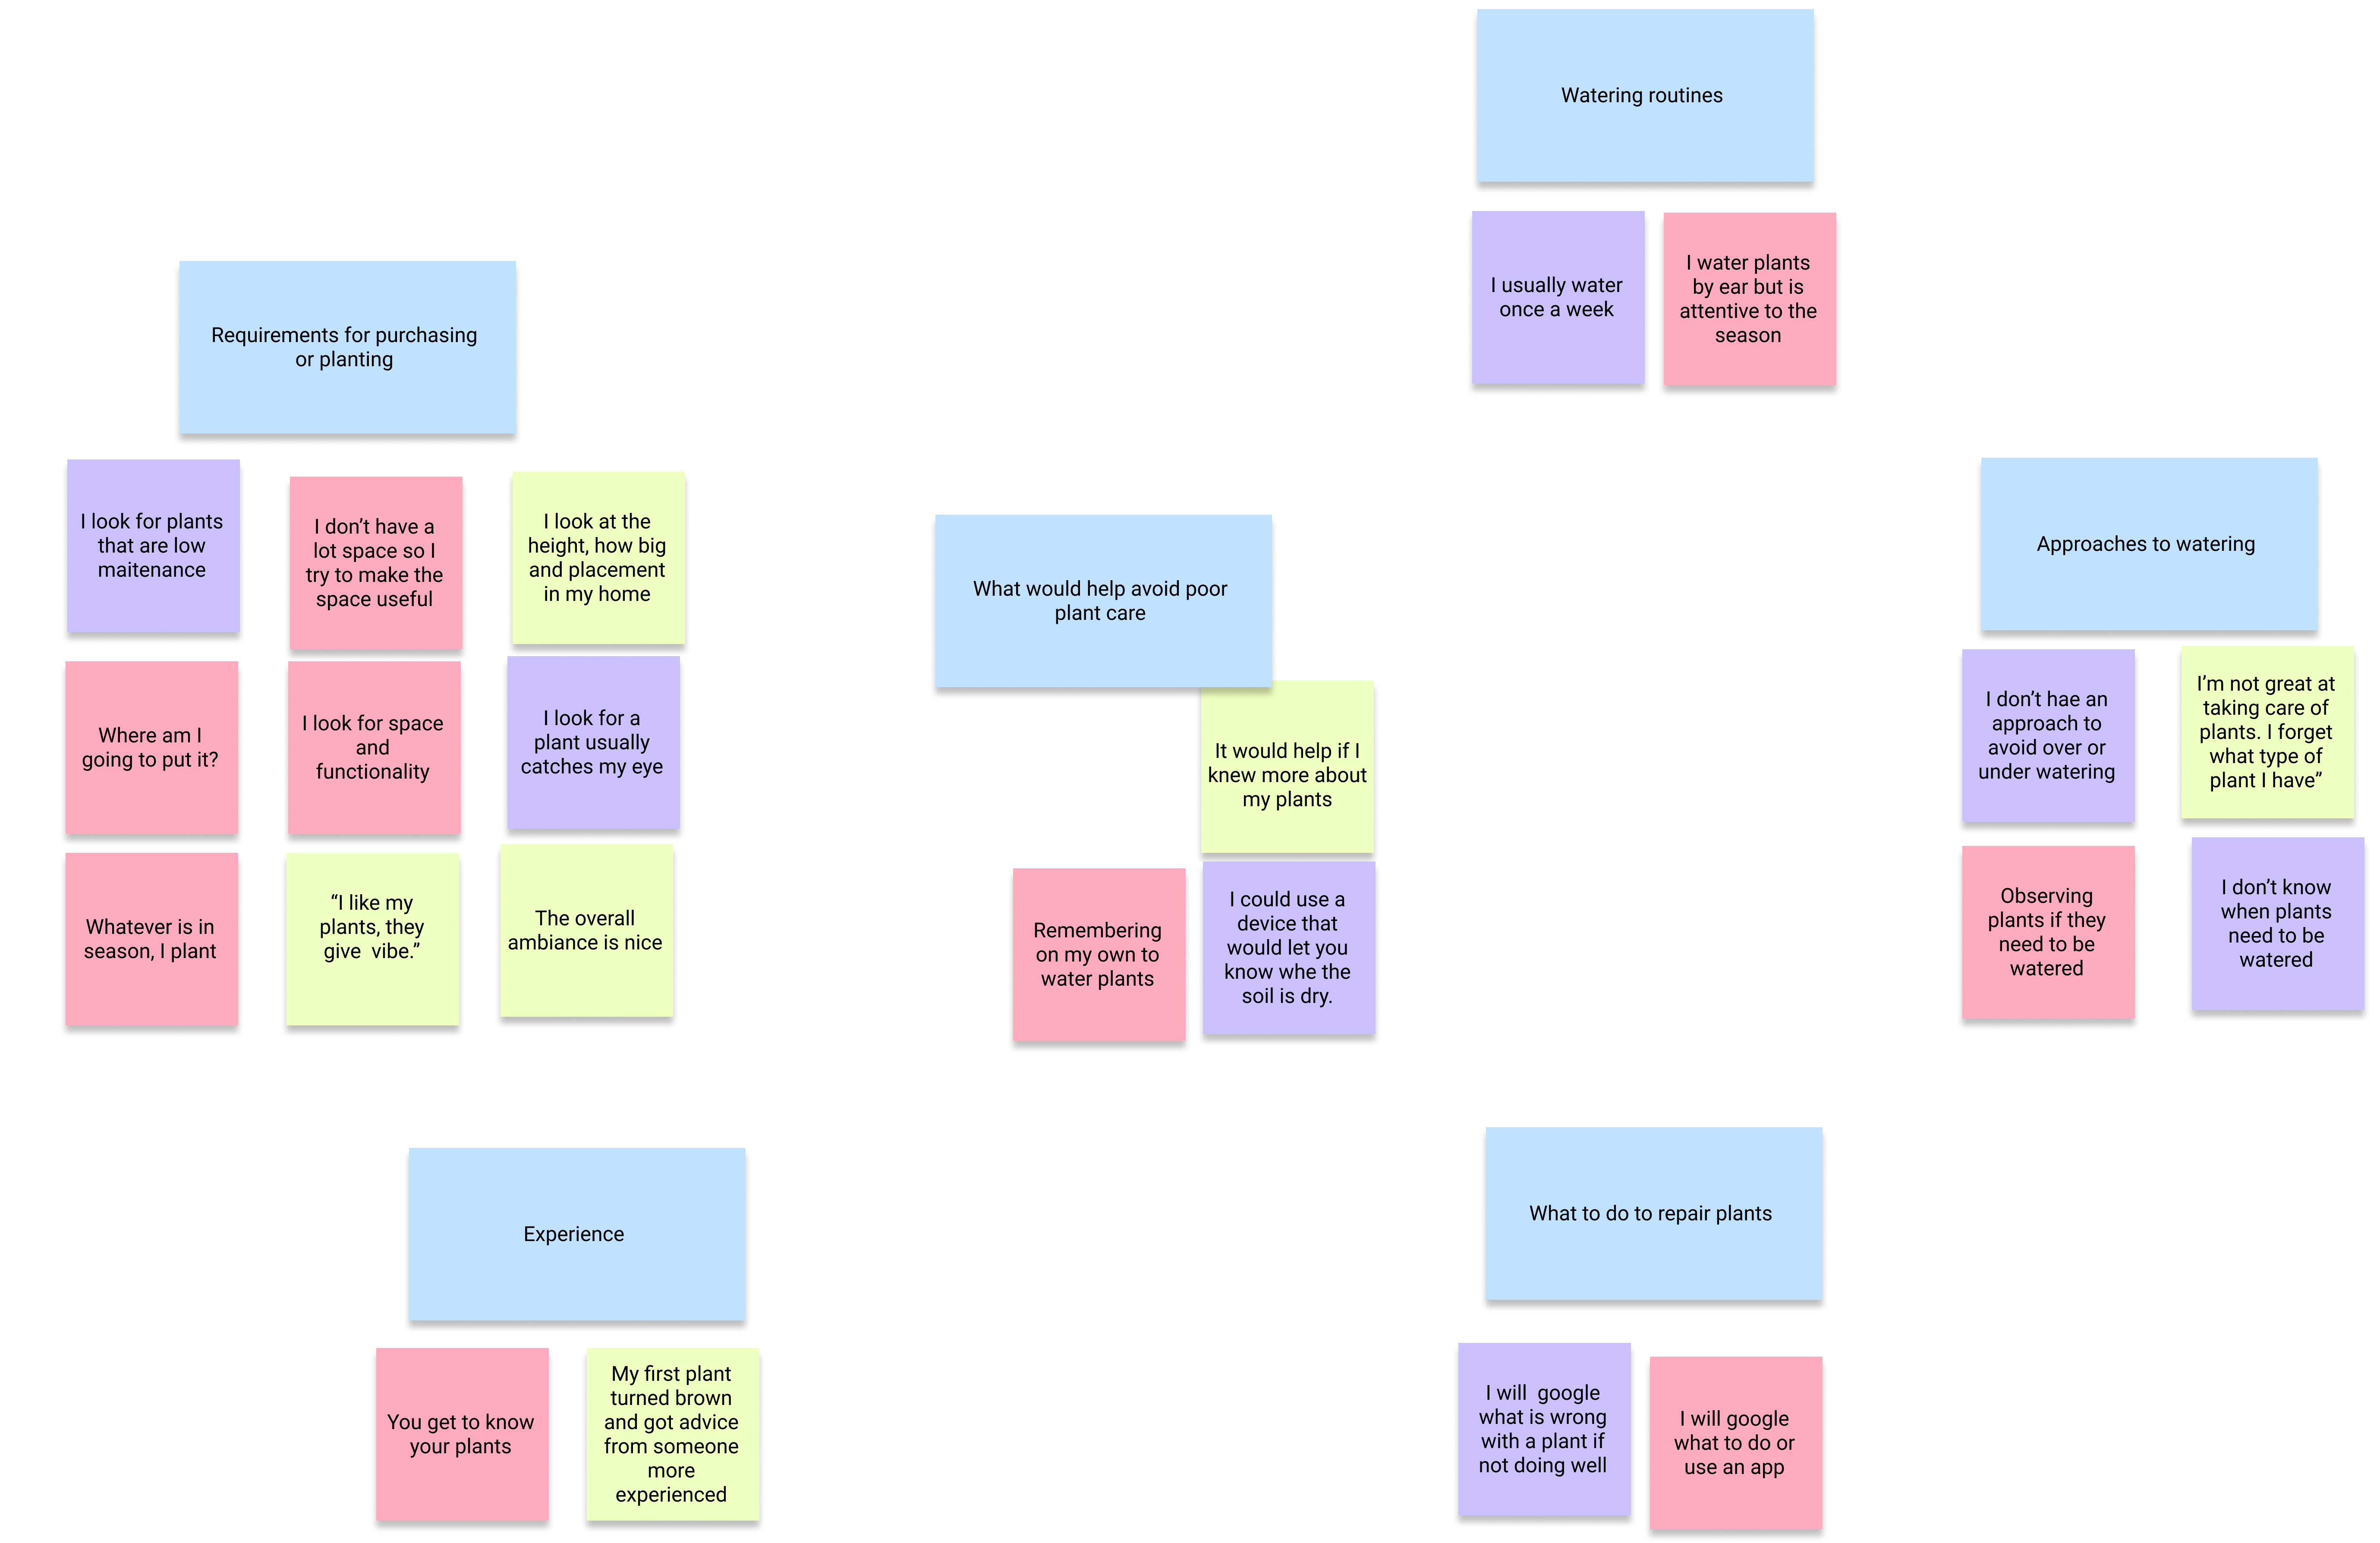 Watering routines
I usually water
once a week
I water plants
by ear but is
attentive to the
season
Requirements for purchasing
or planting
I look for plants
that are low
maitenance
I don’t have a
lot space so I
try to make the
space useful
I look at the
height, how big
and placement
in my home
Where am I
going to put it?
I look for space
and
functionality
I look for a
plant usually
catches my eye
Whatever is in
season, I plant
“I like my
plants, they
give  vibe.”
The overall
ambiance is nice
What would help avoid poor
plant care
It would help if I
knew more about
my plants
Remembering
on my own to
water plants
I could use a
device that
would let you
know whe the
soil is dry.
Approaches to watering
I don’t hae an
approach to
avoid over or
under watering
I’m not great at
taking care of
plants. I forget
what type of
plant I have”
Observing
plants if they
need to be
watered
I don’t know
when plants
need to be
watered
Experience
You get to know
your plants
My first plant
turned brown
and got advice
from someone
more
experienced
What to do to repair plants
I will  google
what is wrong
with a plant if
not doing well
I will google
what to do or
use an app